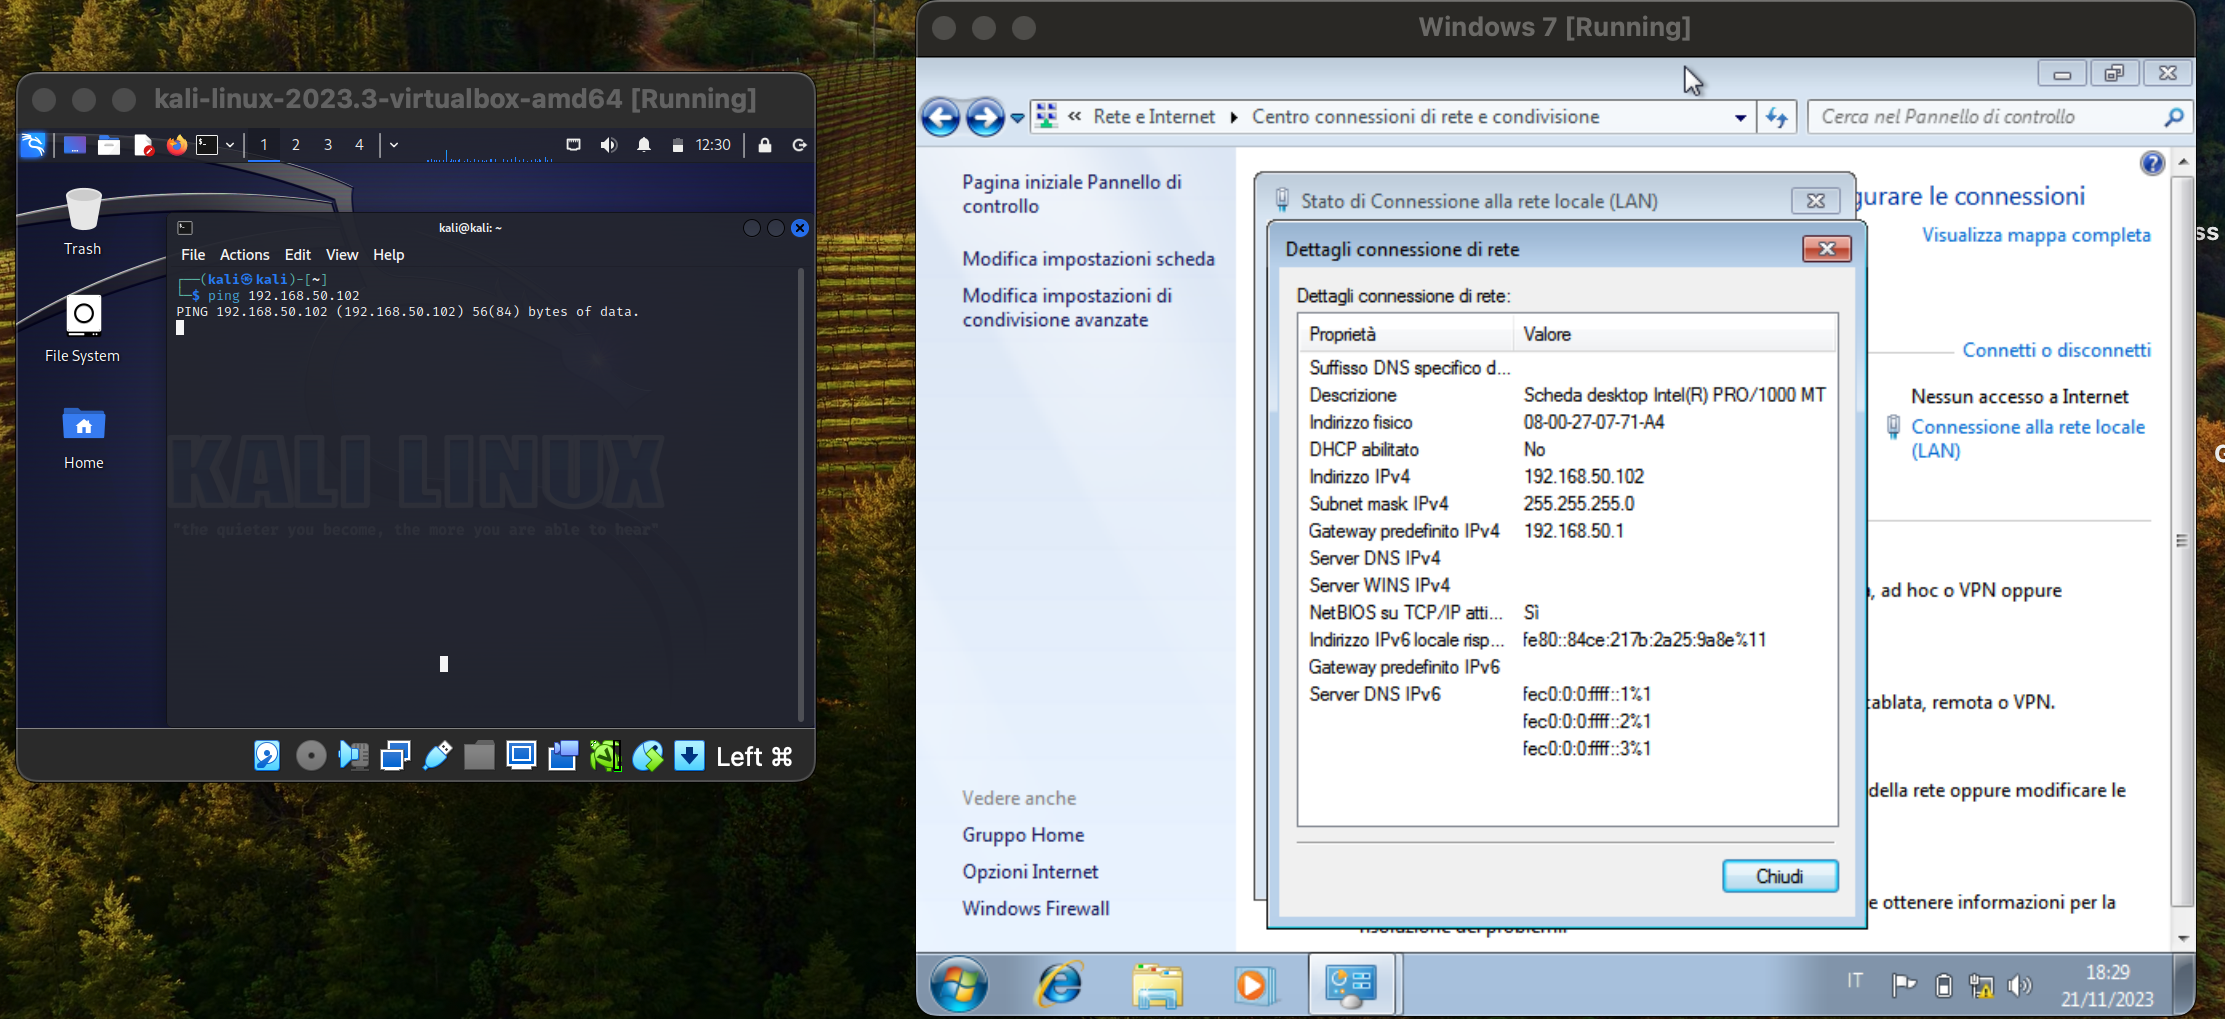 kali-linux-2023.3-virtualbox-amd64 [Running]
1 2 3 4
12:30
Trash
File System
Home
kali@kali: ~
File Actions Edit View Help
┌──(kali㉿kali)-[~]
└─$ ping 192.168.50.102
PING 192.168.50.102 (192.168.50.102) 56(84) bytes of data.
KALI LINUX
"the quieter you become, the more you are able to hear"
Left ⌘
Windows 7 [Running]
« Rete e Internet ▸ Centro connessioni di rete e condivisione
Cerca nel Pannello di controllo
Pagina iniziale Pannello di
controllo
Modifica impostazioni scheda
Modifica impostazioni di
condivisione avanzate
Vedere anche
Gruppo Home
Opzioni Internet
Windows Firewall
Stato di Connessione alla rete locale (LAN)
Dettagli connessione di rete
Dettagli connessione di rete:
Proprietà Valore
Suffisso DNS specifico d...
Descrizione Scheda desktop Intel(R) PRO/1000 MT
Indirizzo fisico 08-00-27-07-71-A4
DHCP abilitato No
Indirizzo IPv4 192.168.50.102
Subnet mask IPv4 255.255.255.0
Gateway predefinito IPv4 192.168.50.1
Server DNS IPv4
Server WINS IPv4
NetBIOS su TCP/IP atti... Sì
Indirizzo IPv6 locale risp... fe80::84ce:217b:2a25:9a8e%11
Gateway predefinito IPv6
Server DNS IPv6 fec0:0:0:ffff::1%1
fec0:0:0:ffff::2%1
fec0:0:0:ffff::3%1
Chiudi
gurare le connessioni
Visualizza mappa completa
Connetti o disconnetti
Nessun accesso a Internet
Connessione alla rete locale
(LAN)
, ad hoc o VPN oppure
tablata, remota o VPN.
della rete oppure modificare le
e ottenere informazioni per la
risoluzione dei problemi.
IT
18:29
21/11/2023
ss